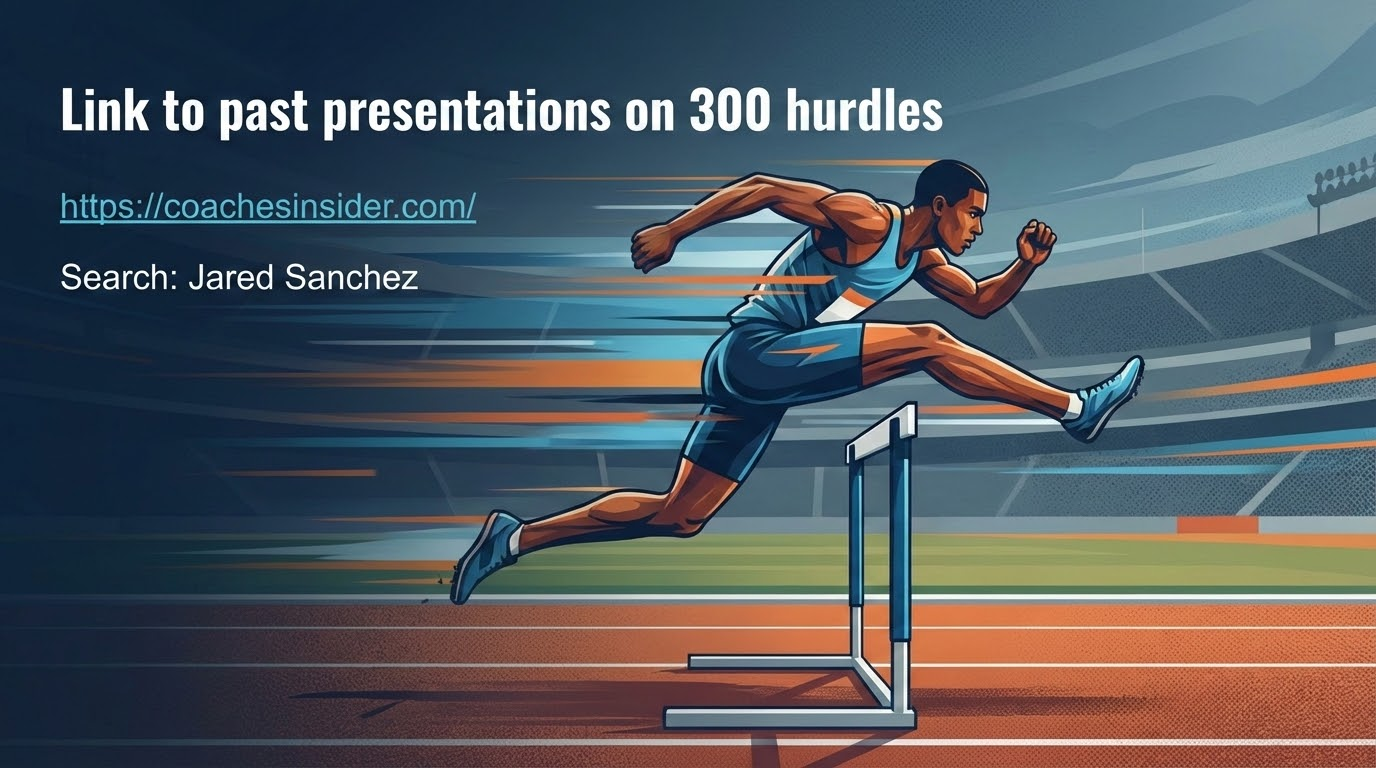 Link to past presentations on 300 hurdles
https://coachesinsider.com/
Search: Jared Sanchez